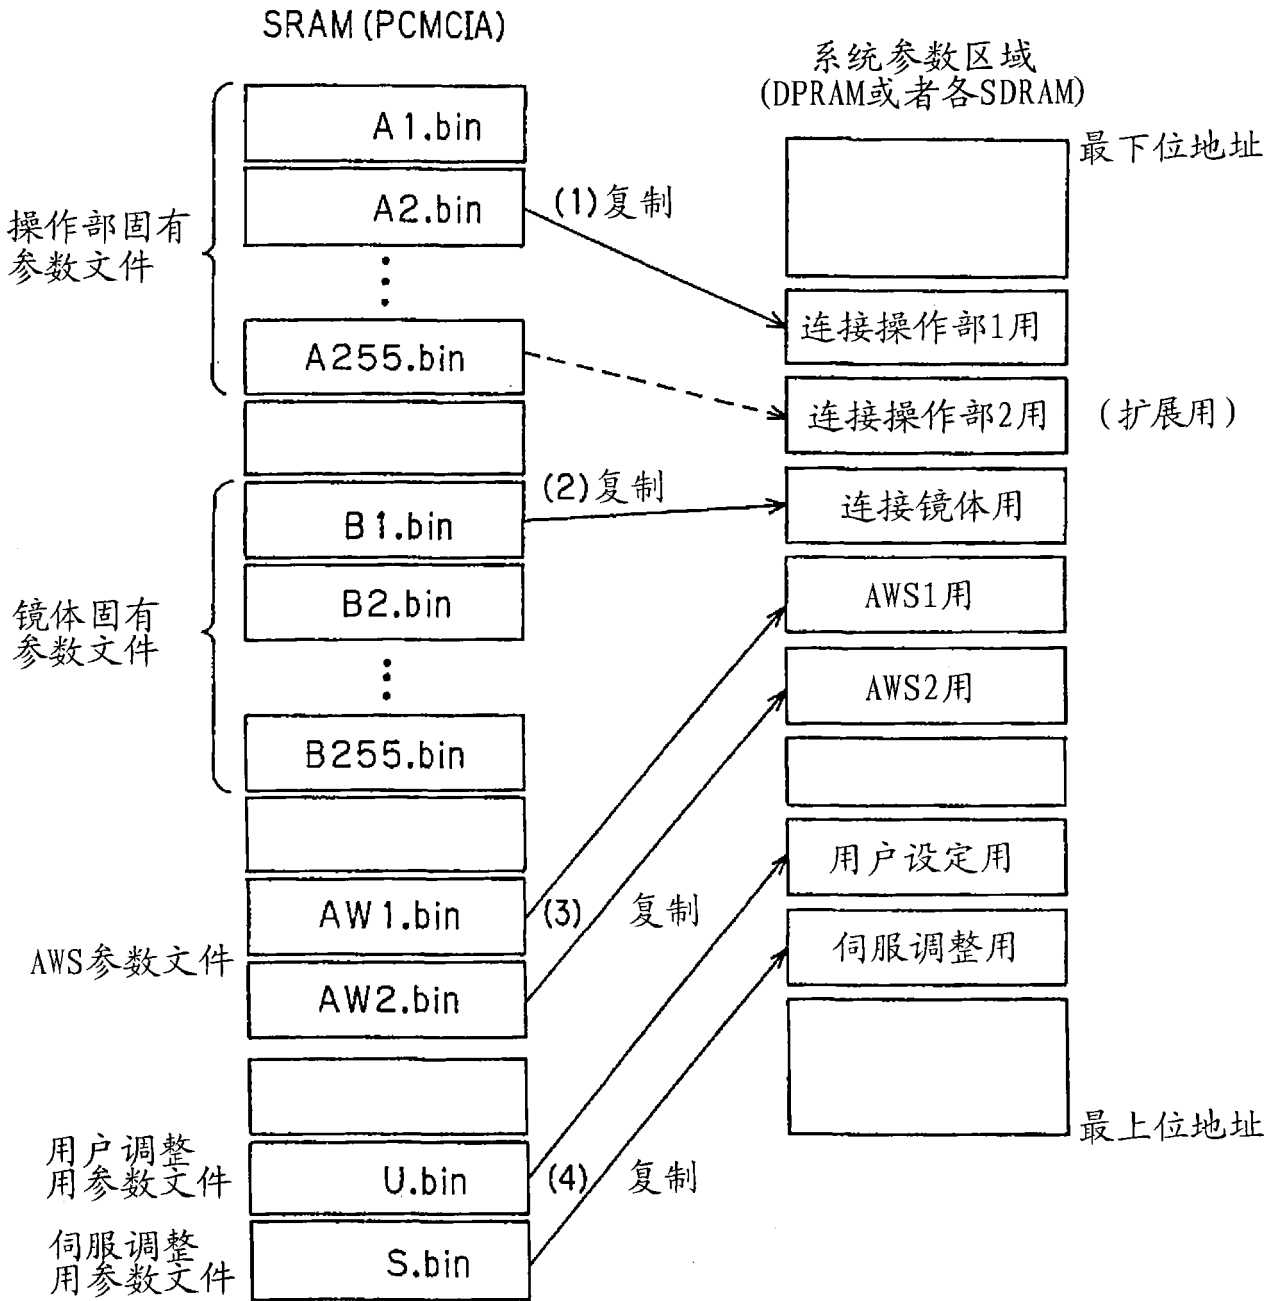 SRAM(PCMCIA)
系统参数区域
(DPRAM或者各SDRAM)
A1.bin
最下位地址
A2.bin
(1)复制
操作部固有
参数文件
连接操作部1用
A255.bin
连接操作部2用
(扩展用)
(2)复制
B1.bin
连接镜体用
B2.bin
AWS1用
镜体固有
参数文件
AWS2用
B255.bin
用户设定用
AW1.bin
(3) 复制
伺服调整用
AWS参数文件
AW2.bin
最上位地址
用户调整
用参数文件
U.bin
(4) 复制
伺服调整
用参数文件
S.bin